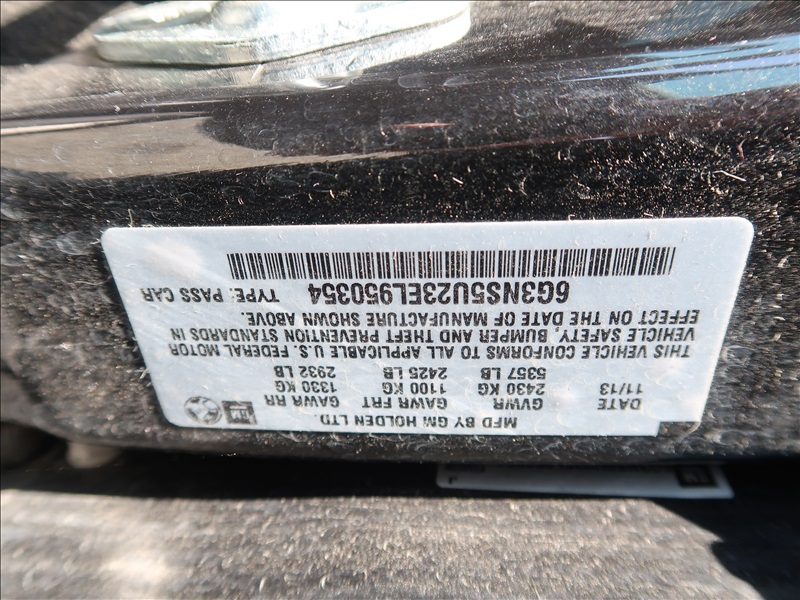 MFD BY GM HOLDEN LTD.
DATE GVWR GAWR FRT GAWR RR
11/13 2430 KG 1100 KG 1330 KG
5357 LB 2425 LB 2932 LB
THIS VEHICLE CONFORMS TO ALL APPLICABLE U.S. FEDERAL MOTOR
VEHICLE SAFETY, BUMPER AND THEFT PREVENTION STANDARDS IN
EFFECT ON THE DATE OF MANUFACTURE SHOWN ABOVE.
6G3NS5U23EL950354 TYPE: PASS CAR